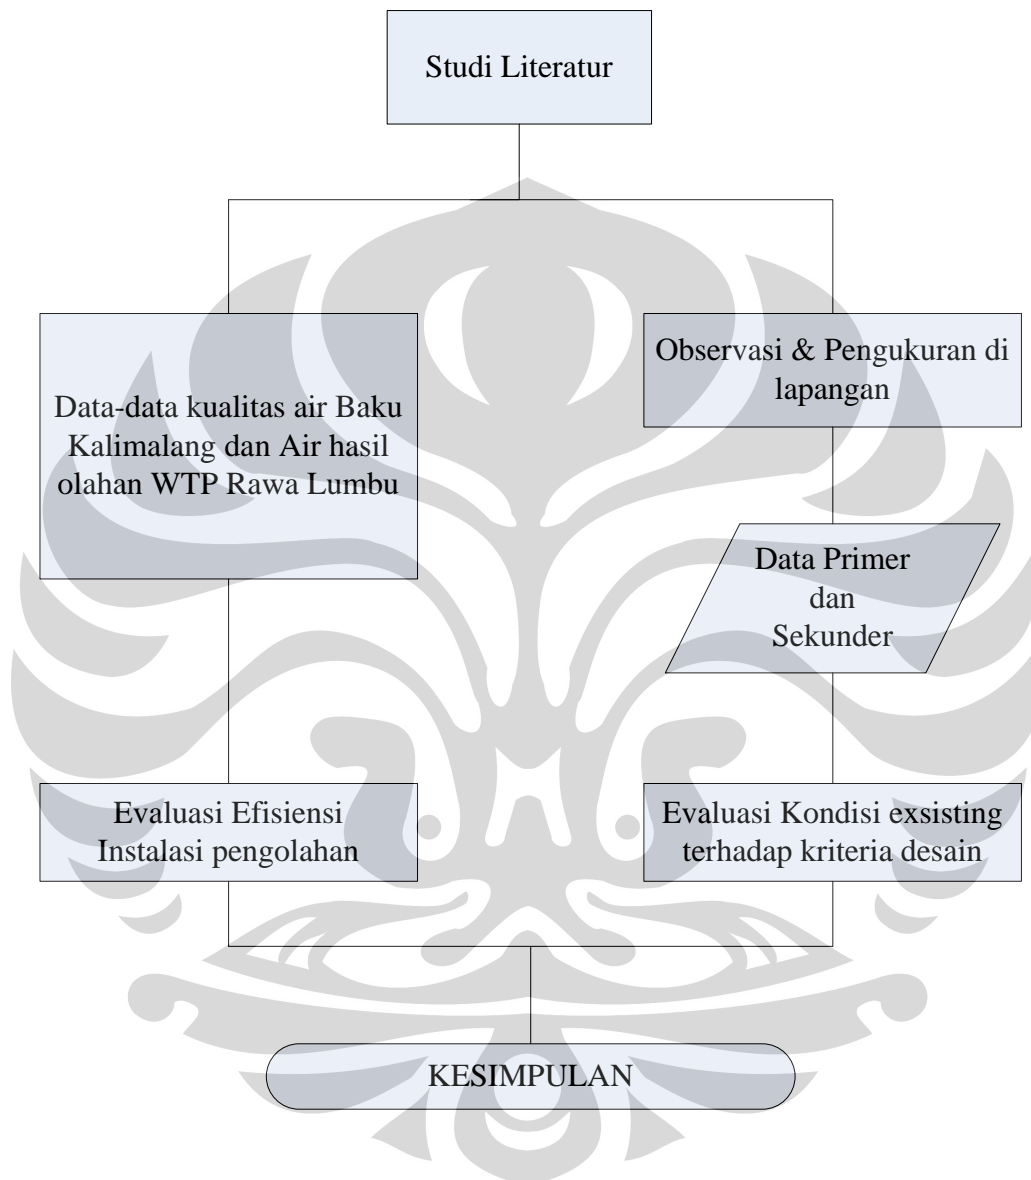 Studi Literatur
Data-data kualitas air Baku
Kalimalang dan Air hasil
olahan WTP Rawa Lumbu
Observasi & Pengukuran di
lapangan
Data Primer
dan
Sekunder
Evaluasi Efisiensi
Instalasi pengolahan
Evaluasi Kondisi exsisting
terhadap kriteria desain
KESIMPULAN